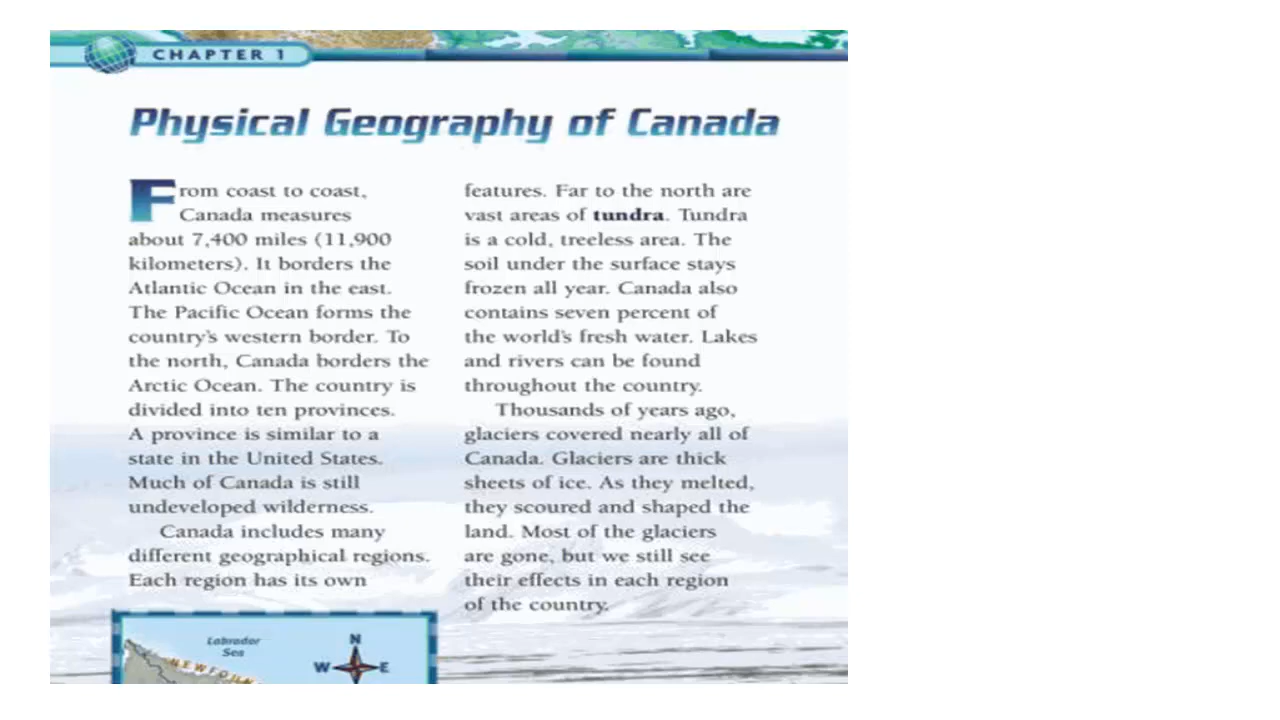 CHAPTER 1
Physical Geography of Canada
From coast to coast,
Canada measures
about 7,400 miles (11,900
kilometers). It borders the
Atlantic Ocean in the east.
The Pacific Ocean forms the
country's western border. To
the north, Canada borders the
Arctic Ocean. The country is
divided into ten provinces.
A province is similar to a
state in the United States.
Much of Canada is still
undeveloped wilderness.
Canada includes many
different geographical regions.
Each region has its own
features. Far to the north are
vast areas of tundra. Tundra
is a cold, treeless area. The
soil under the surface stays
frozen all year. Canada also
contains seven percent of
the world's fresh water. Lakes
and rivers can be found
throughout the country.
Thousands of years ago,
glaciers covered nearly all of
Canada. Glaciers are thick
sheets of ice. As they melted,
they scoured and shaped the
land. Most of the glaciers
are gone, but we still see
their effects in each region
of the country.
Labrador
Sea
N
W E